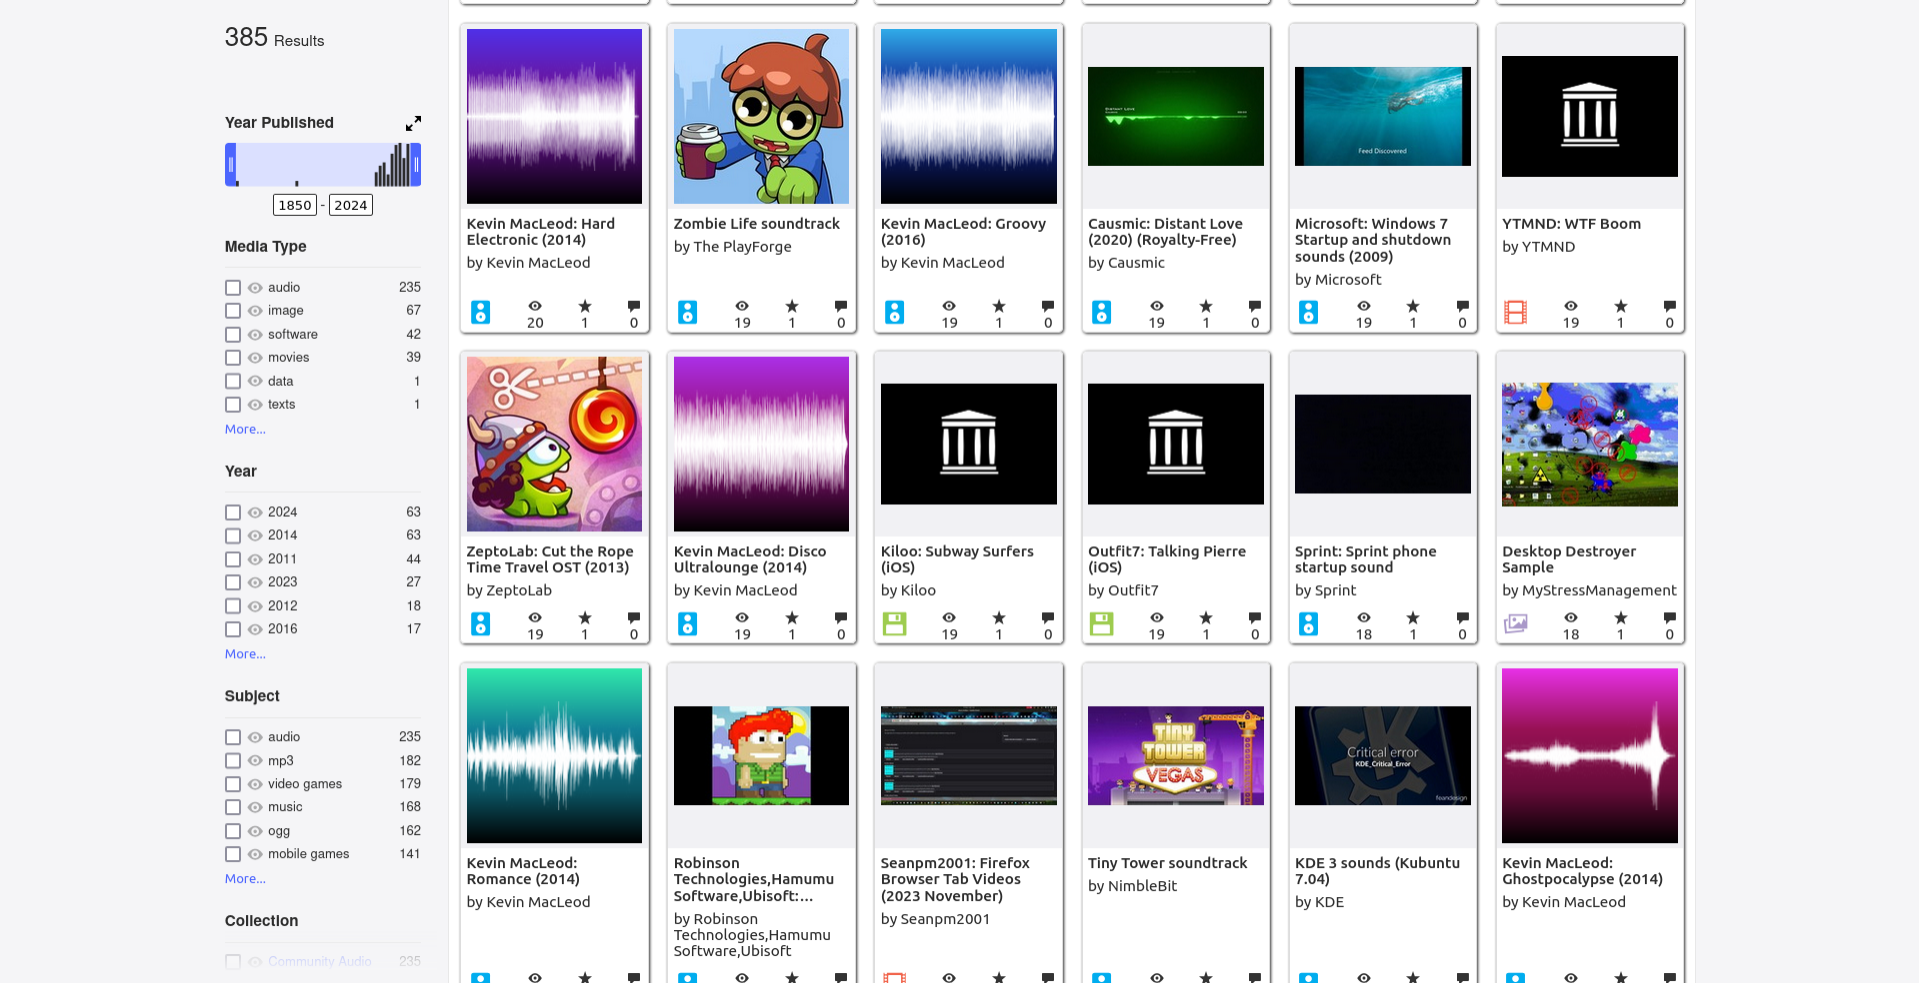 385 Results
Year Published
1850 - 2024
Media Type
audio 235
image 67
software 42
movies 39
data 1
texts 1
More...
Year
2024 63
2014 63
2011 44
2023 27
2012 18
2016 17
More...
Subject
audio 235
mp3 182
video games 179
music 168
ogg 162
mobile games 141
More...
Collection
Community Audio 235
Kevin MacLeod: Hard
Electronic (2014)
by Kevin MacLeod
20 1 0
Zombie Life soundtrack
by The PlayForge
19 1 0
Kevin MacLeod: Groovy
(2016)
by Kevin MacLeod
19 1 0
DISTANT LOVE
Causmic: Distant Love
(2020) (Royalty-Free)
by Causmic
19 1 0
Feed Discovered
Microsoft: Windows 7
Startup and shutdown
sounds (2009)
by Microsoft
19 1 0
YTMND: WTF Boom
by YTMND
19 1 0
ZeptoLab: Cut the Rope
Time Travel OST (2013)
by ZeptoLab
19 1 0
Kevin MacLeod: Disco
Ultralounge (2014)
by Kevin MacLeod
19 1 0
Kiloo: Subway Surfers
(iOS)
by Kiloo
19 1 0
Outfit7: Talking Pierre
(iOS)
by Outfit7
19 1 0
Sprint: Sprint phone
startup sound
by Sprint
18 1 0
Desktop Destroyer
Sample
by MyStressManagement
18 1 0
Kevin MacLeod:
Romance (2014)
by Kevin MacLeod
Robinson
Technologies,Hamumu
Software,Ubisoft:...
by Robinson
Technologies,Hamumu
Software,Ubisoft
Seanpm2001: Firefox
Browser Tab Videos
(2023 November)
by Seanpm2001
TINY
TOWER
VEGAS
Tiny Tower soundtrack
by NimbleBit
Critical error
KDE_Critical_Error
feandesign
KDE 3 sounds (Kubuntu
7.04)
by KDE
Kevin MacLeod:
Ghostpocalypse (2014)
by Kevin MacLeod